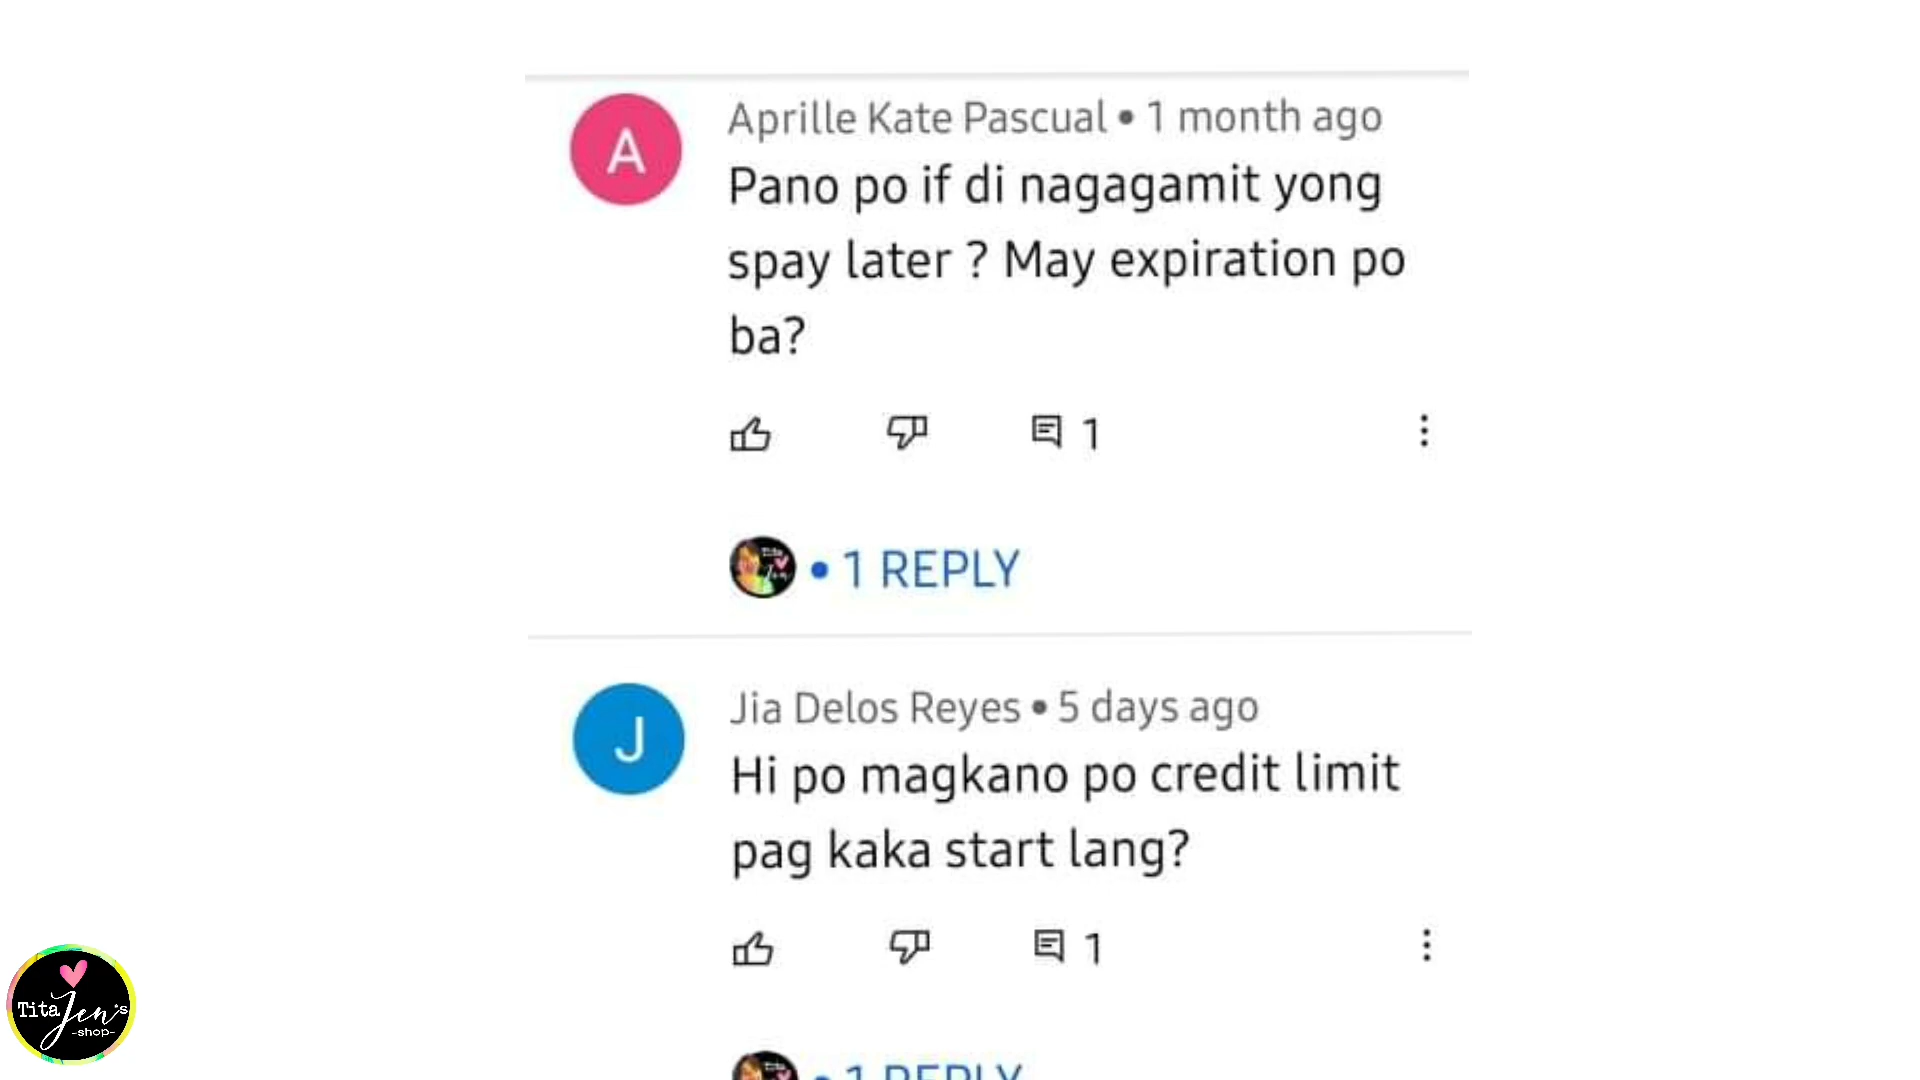 Aprille Kate Pascual • 1 month ago
A
Pano po if di nagagamit yong
spay later ? May expiration po
ba?
1
• 1 REPLY
Jia Delos Reyes • 5 days ago
J
Hi po magkano po credit limit
pag kaka start lang?
1
• 1 REPLY
Tita Jen's
-shop-